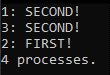 1: SECOND!
3: SECOND!
2: FIRST!
4 processes.